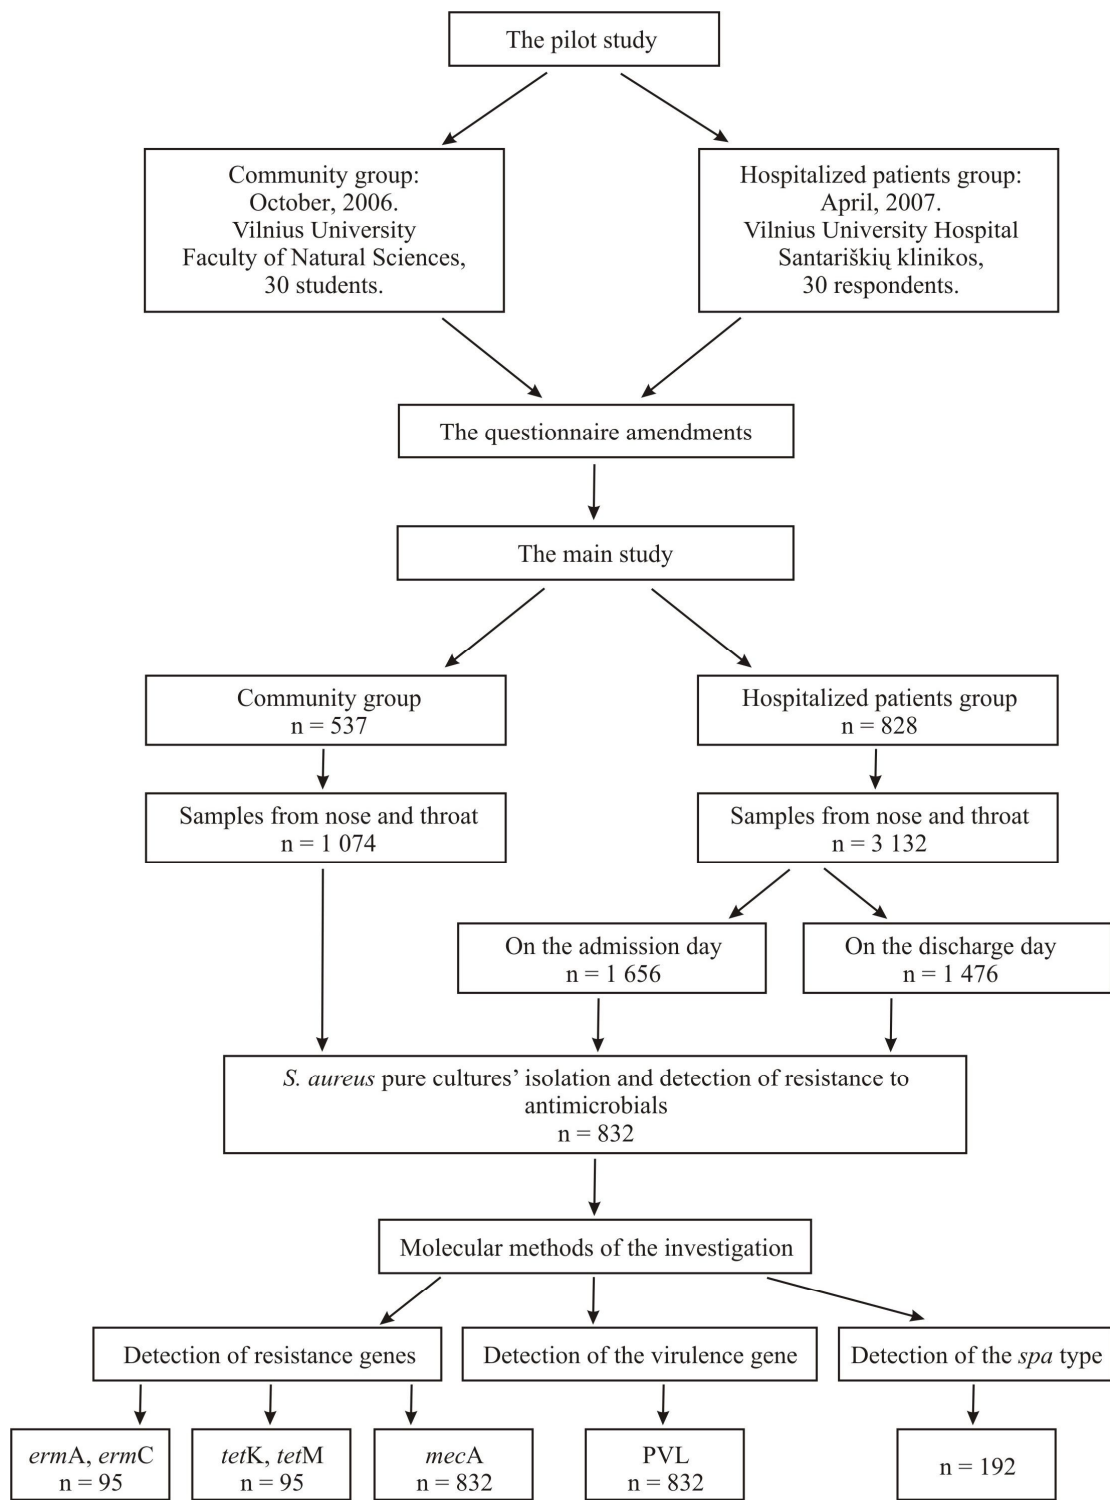 The pilot study
Community group:
October, 2006.
Vilnius University
Faculty of Natural Sciences,
30 students.
Hospitalized patients group:
April, 2007.
Vilnius University Hospital
Santariškių klinikos,
30 respondents.
The questionnaire amendments
The main study
Community group
n = 537
Hospitalized patients group
n = 828
Samples from nose and throat
n = 1 074
Samples from nose and throat
n = 3 132
On the admission day
n = 1 656
On the discharge day
n = 1 476
S. aureus pure cultures’ isolation and detection of resistance to
antimicrobials
n = 832
Molecular methods of the investigation
Detection of resistance genes
Detection of the virulence gene
Detection of the spa type
ermA, ermC
n = 95
tetK, tetM
n = 95
mecA
n = 832
PVL
n = 832
n = 192